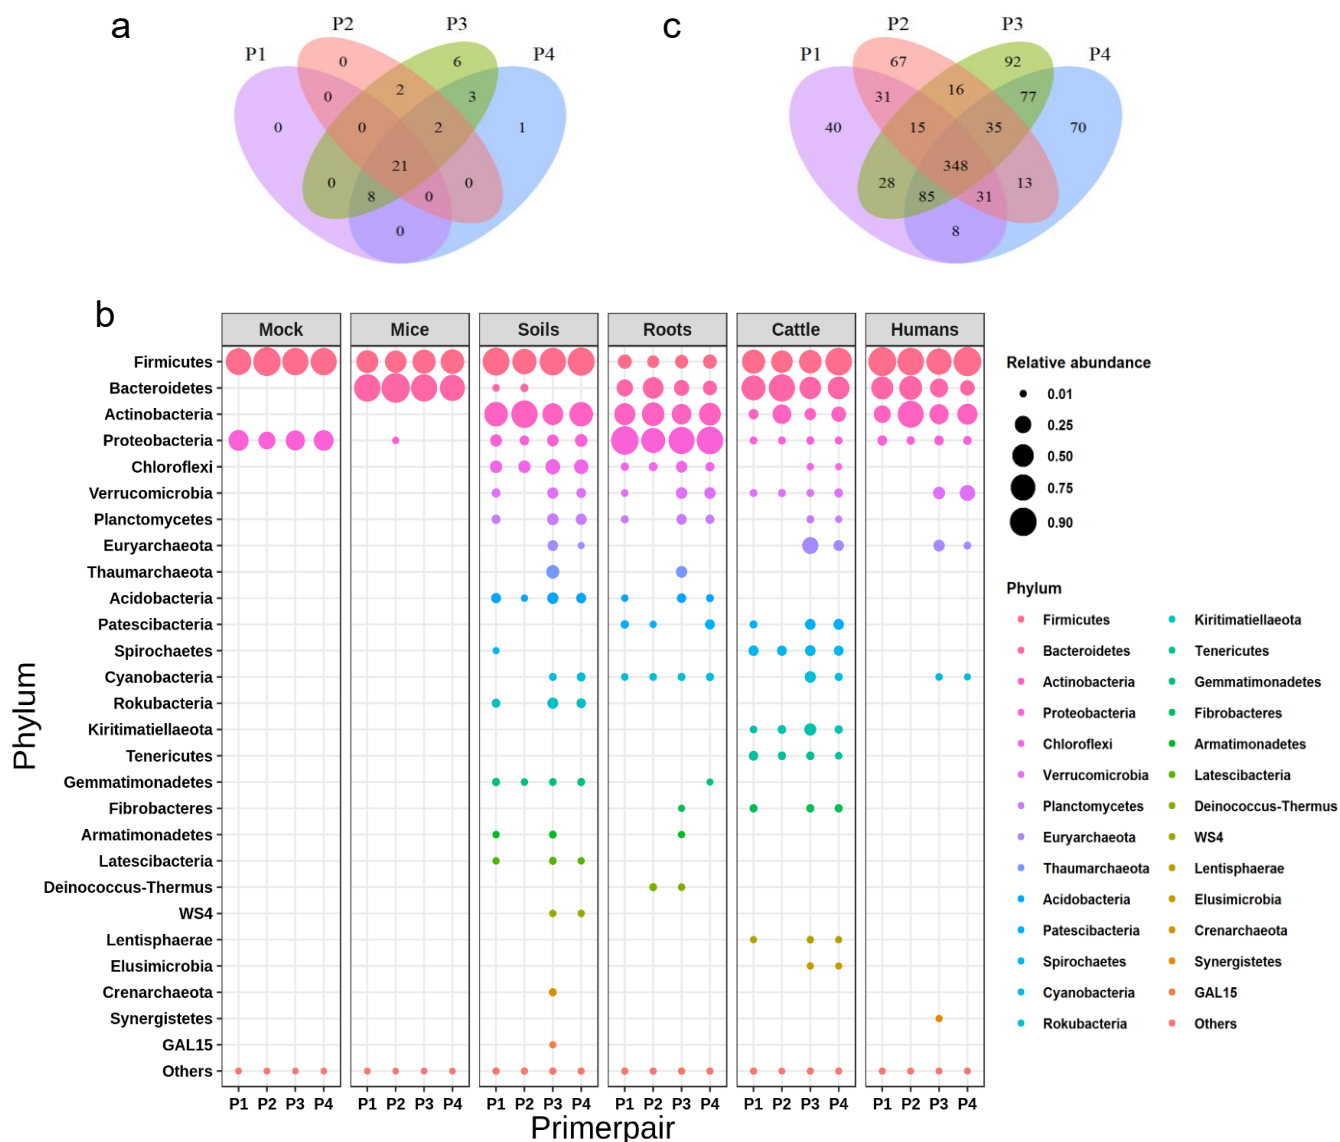 a
P1
P2
P3
P4
0
6
0
2
3
0
0
2
1
21
0
0
8
0
0
c
P1
P2
P3
P4
67
92
31
16
77
40
15
35
70
348
28
13
85
31
8
b
Mock Mice Soils Roots Cattle Humans
Phylum
Firmicutes
Bacteroidetes
Actinobacteria
Proteobacteria
Chloroflexi
Verrucomicrobia
Planctomycetes
Euryarchaeota
Thaumarchaeota
Acidobacteria
Patescibacteria
Spirochaetes
Cyanobacteria
Rokubacteria
Kiritimatiellaeota
Tenericutes
Gemmatimonadetes
Fibrobacteres
Armatimonadetes
Latescibacteria
Deinococcus-Thermus
WS4
Lentisphaerae
Elusimicrobia
Crenarchaeota
Synergistetes
GAL15
Others
P1 P2 P3 P4 P1 P2 P3 P4 P1 P2 P3 P4 P1 P2 P3 P4 P1 P2 P3 P4 P1 P2 P3 P4
Primerpair
Relative abundance
0.01
0.25
0.50
0.75
0.90
Phylum
Firmicutes
Bacteroidetes
Actinobacteria
Proteobacteria
Chloroflexi
Verrucomicrobia
Planctomycetes
Euryarchaeota
Thaumarchaeota
Acidobacteria
Patescibacteria
Spirochaetes
Cyanobacteria
Rokubacteria
Kiritimatiellaeota
Tenericutes
Gemmatimonadetes
Fibrobacteres
Armatimonadetes
Latescibacteria
Deinococcus-Thermus
WS4
Lentisphaerae
Elusimicrobia
Crenarchaeota
Synergistetes
GAL15
Others